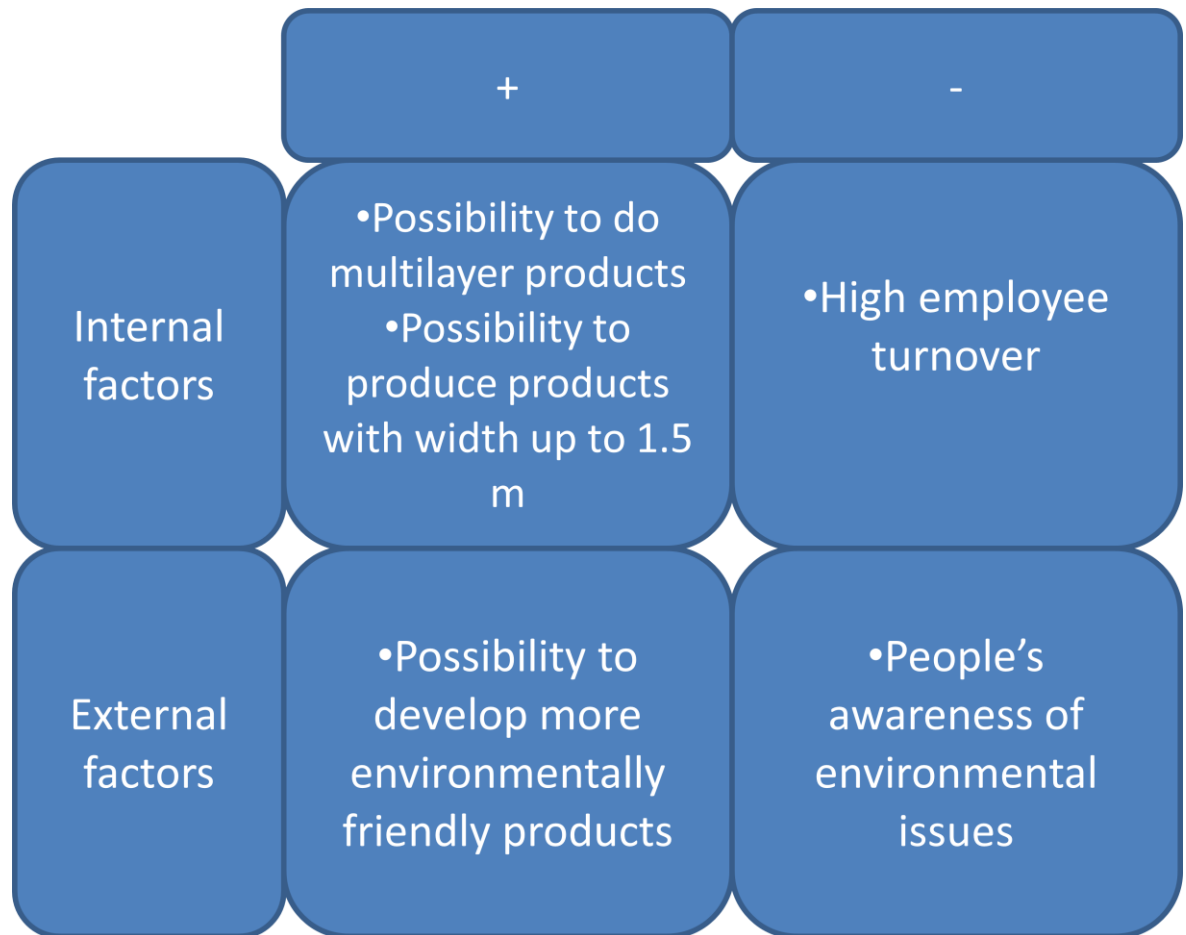 +
-
Internal
factors
•Possibility to do
multilayer products
•Possibility to
produce products
with width up to 1.5
m
•High employee
turnover
External
factors
•Possibility to
develop more
environmentally
friendly products
•People’s
awareness of
environmental
issues